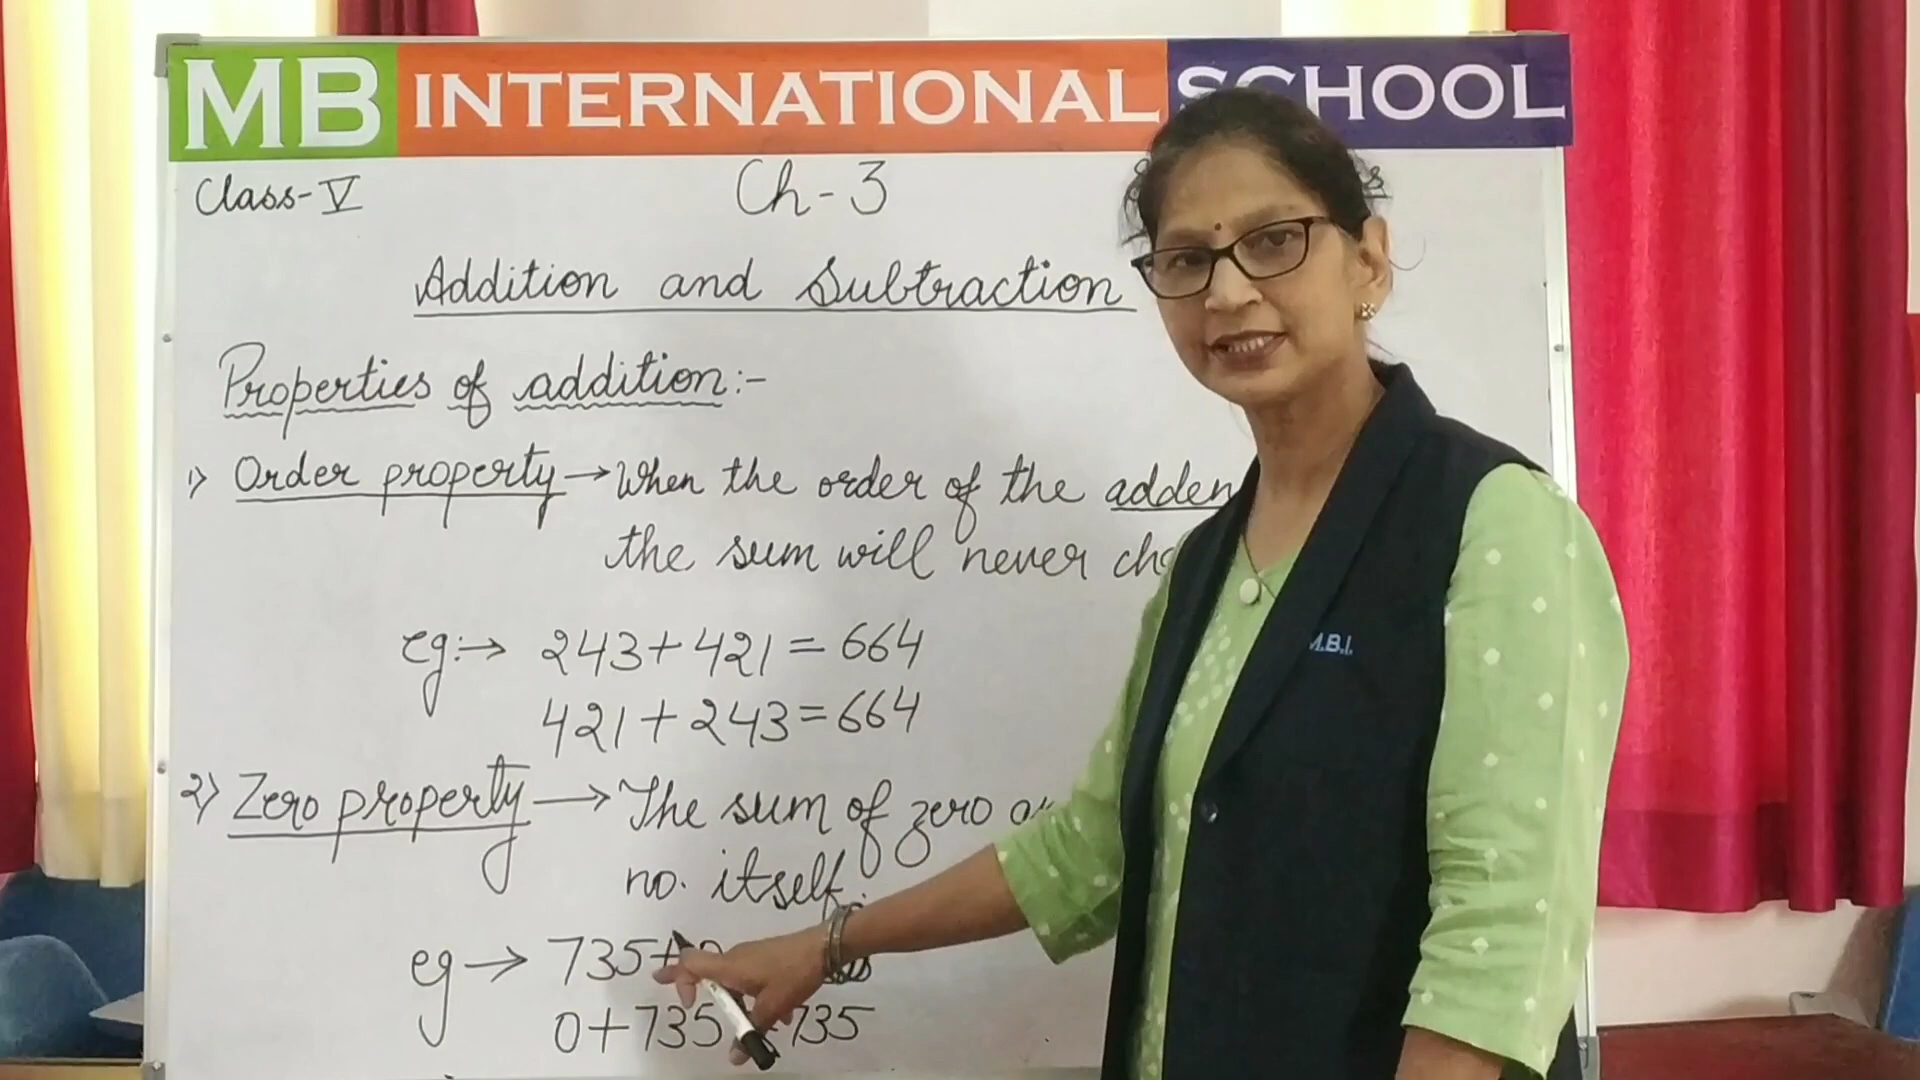 MB INTERNATIONAL SCHOOL
Class-V Ch-3
Addition and Subtraction
Properties of addition:-
1) Order property → When the order of the adden
the sum will never ch
eg:→ 243+421=664
421+243=664
2) Zero property → The sum of zero
no. itself.
eg → 735+
0+735=735
M.B.I.